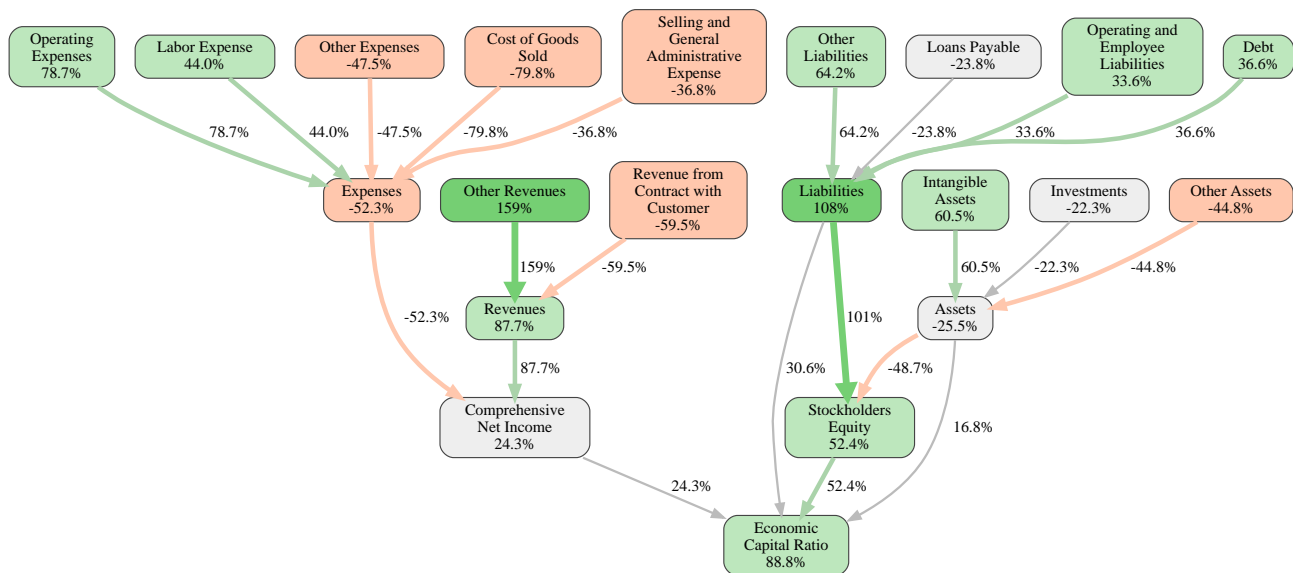 Operating
Expenses
78.7%
Labor Expense
44.0%
Other Expenses
-47.5%
Cost of Goods
Sold
-79.8%
Selling and
General
Administrative
Expense
-36.8%
Other
Liabilities
64.2%
Loans Payable
-23.8%
Operating and
Employee
Liabilities
33.6%
Debt
36.6%
78.7%
44.0%
-47.5%
-79.8%
-36.8%
64.2%
-23.8%
33.6%
36.6%
Expenses
-52.3%
Other Revenues
159%
Revenue from
Contract with
Customer
-59.5%
Liabilities
108%
Intangible
Assets
60.5%
Investments
-22.3%
Other Assets
-44.8%
159%
-59.5%
60.5%
-22.3%
-44.8%
-52.3%
Revenues
87.7%
101%
Assets
-25.5%
87.7%
30.6%
-48.7%
Comprehensive
Net Income
24.3%
Stockholders
Equity
52.4%
16.8%
24.3%
52.4%
Economic
Capital Ratio
88.8%